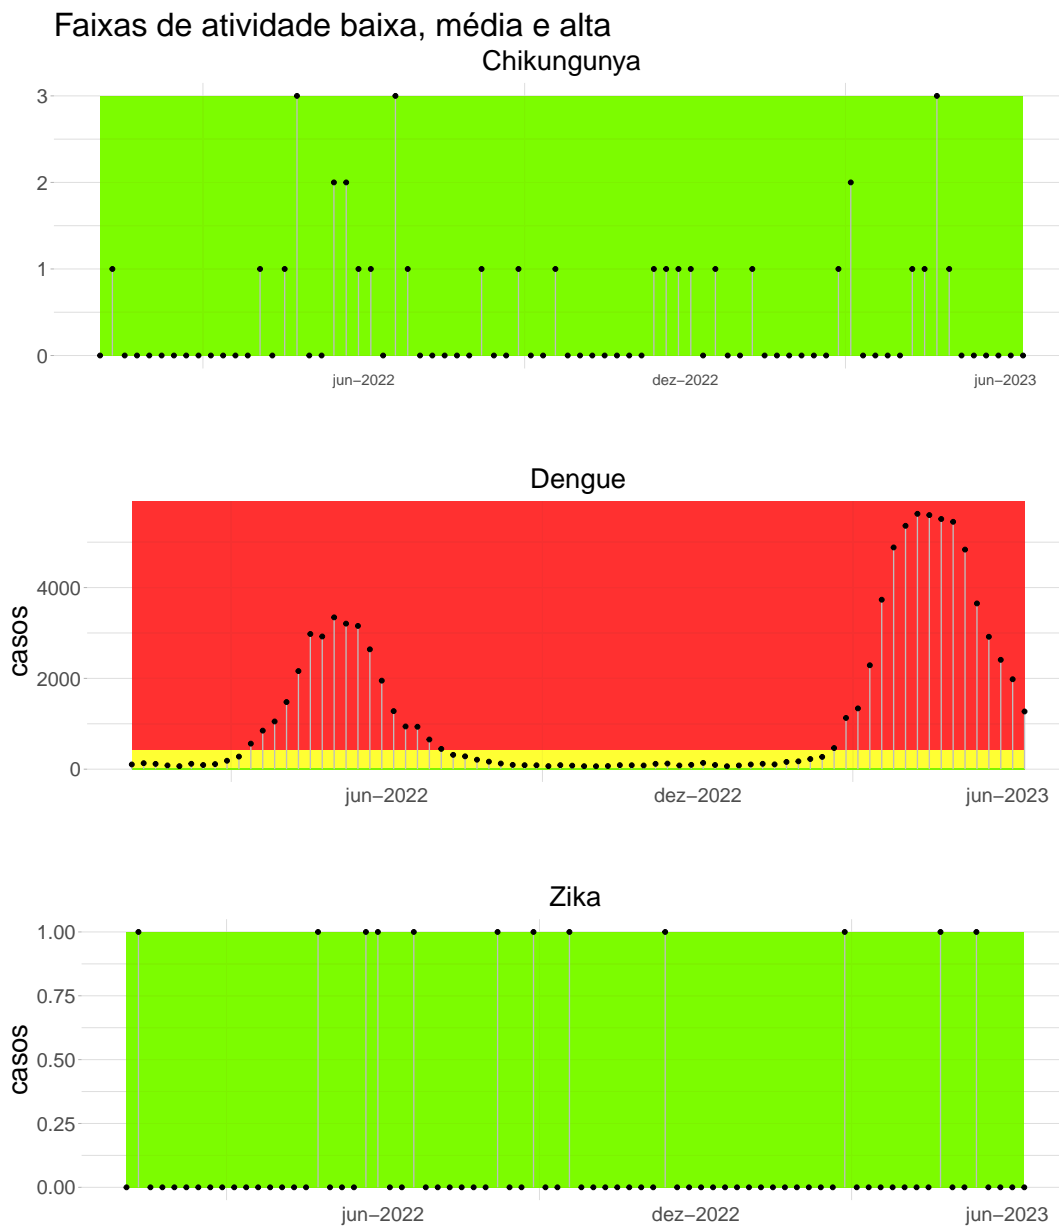 Faixas de atividade baixa, média e alta
Chikungunya
3
2
1
0
jun−2022
dez−2022
jun−2023
Dengue
casos
4000
2000
0
jun−2022
dez−2022
jun−2023
Zika
casos
1.00
0.75
0.50
0.25
0.00
jun−2022
dez−2022
jun−2023